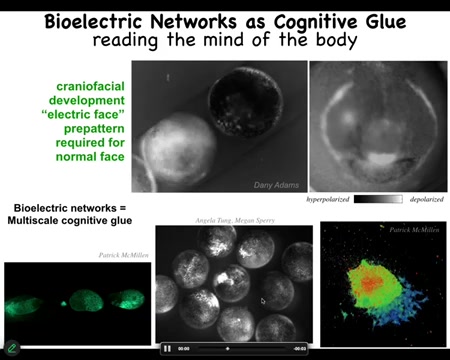 Bioelectric Networks as Cognitive Glue
reading the mind of the body
craniofacial
development
“electric face”
prepattern
required for
normal face
t
Dany Adams
hyperpolarized
depolarized
Bioelectric networks =
Multiscale cognitive glue
Patrick McMillen
Angela Tung, Megan Sperry
Patrick McMillen
00:00
-00:03